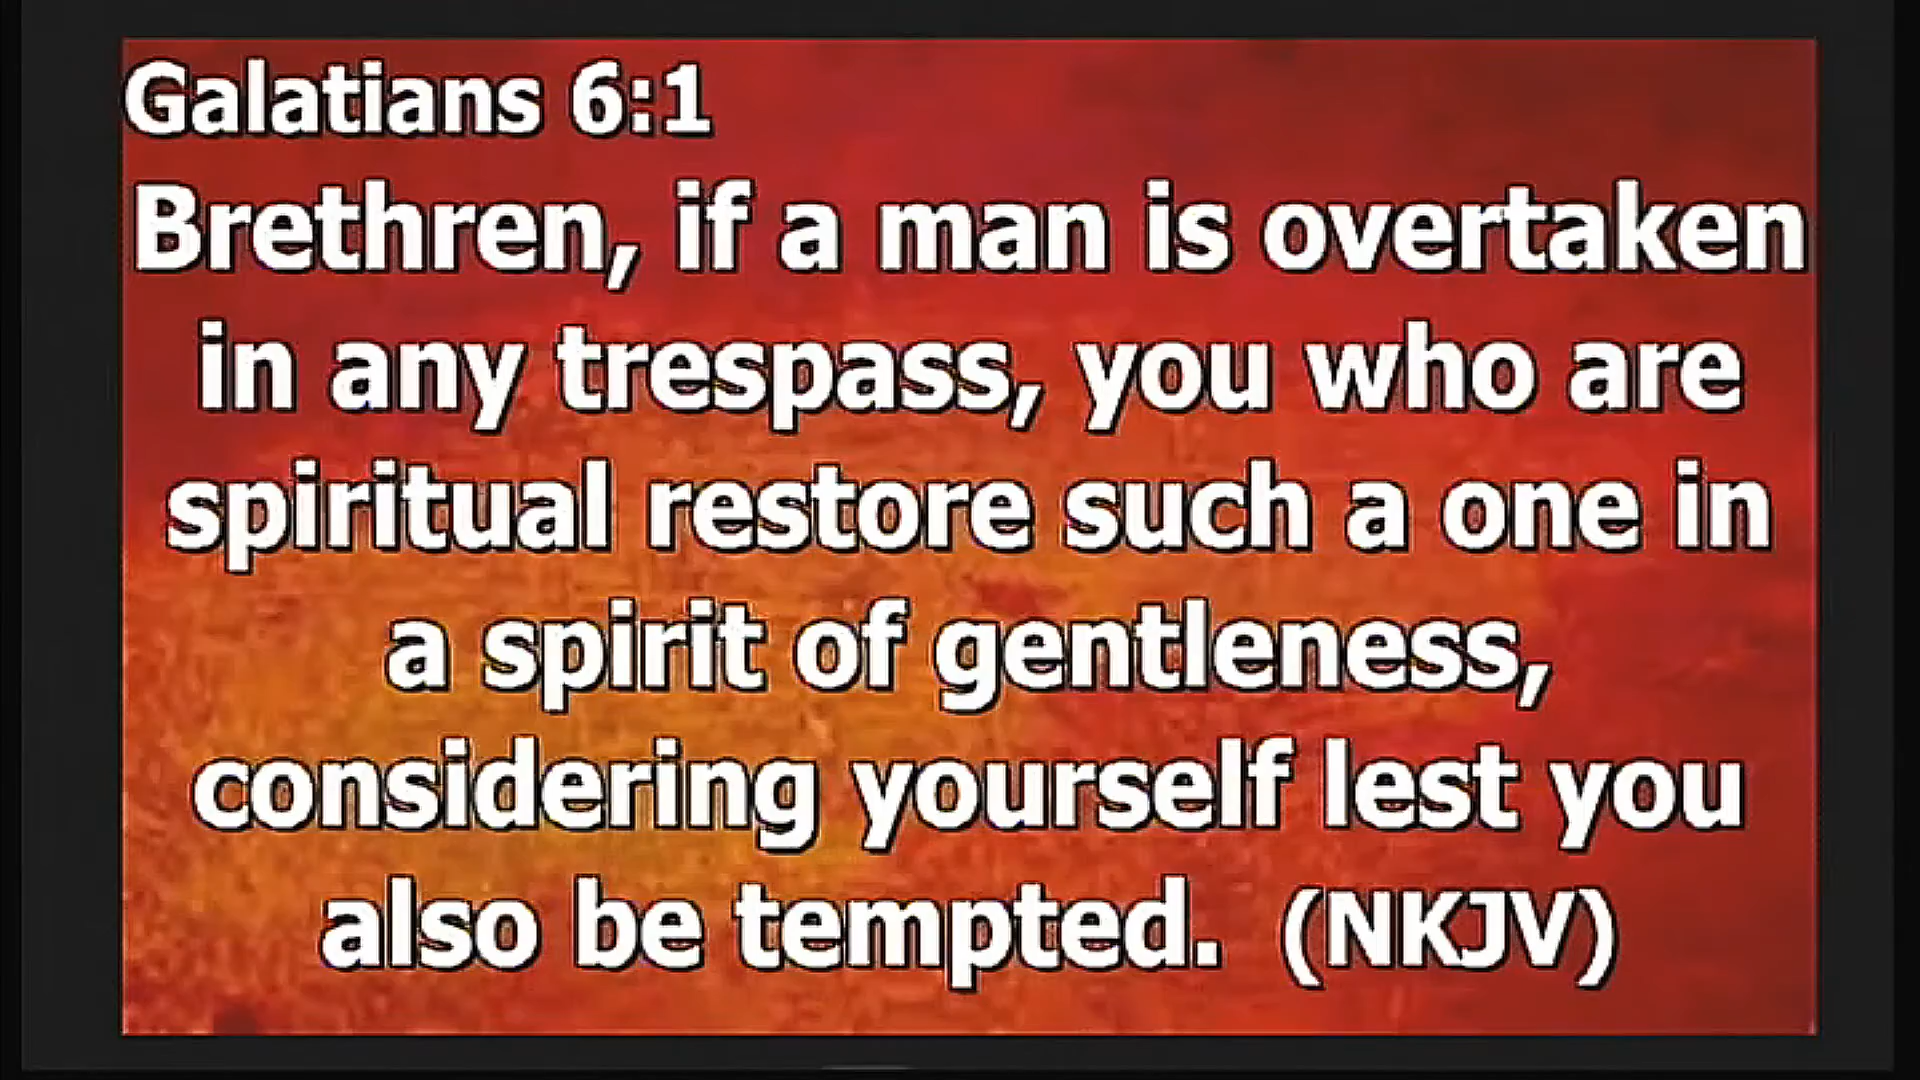 Galatians 6:1
Brethren, if a man is overtaken
in any trespass, you who are
spiritual restore such a one in
a spirit of gentleness,
considering yourself lest you
also be tempted.  (NKJV)